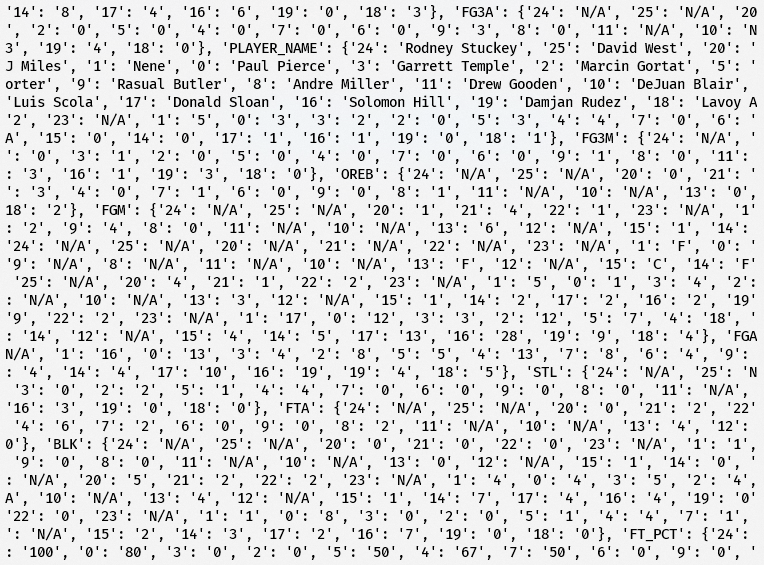 '14': '8', '17': '4', '16': '6', '19': '0', '18': '3'}, 'FG3A': {'24': 'N/A', '25': 'N/A', '20
, '2': '0', '5': '0', '4': '0', '7': '0', '6': '0', '9': '3', '8': '0', '11': 'N/A', '10': 'N
3', '19': '4', '18': '0'}, 'PLAYER_NAME': {'24': 'Rodney Stuckey', '25': 'David West', '20': '
J Miles', '1': 'Nene', '0': 'Paul Pierce', '3': 'Garrett Temple', '2': 'Marcin Gortat', '5': '
orter', '9': 'Rasual Butler', '8': 'Andre Miller', '11': 'Drew Gooden', '10': 'DeJuan Blair',
'Luis Scola', '17': 'Donald Sloan', '16': 'Solomon Hill', '19': 'Damjan Rudez', '18': 'Lavoy A
'2', '23': 'N/A', '1': '5', '0': '3', '3': '2', '2': '0', '5': '3', '4': '4', '7': '0', '6': '
A', '15': '0', '14': '0', '17': '1', '16': '1', '19': '0', '18': '1'}, 'FG3M': {'24': 'N/A', '
': '0', '3': '1', '2': '0', '5': '0', '4': '0', '7': '0', '6': '0', '9': '1', '8': '0', '11':
: '3', '16': '1', '19': '3', '18': '0'}, 'OREB': {'24': 'N/A', '25': 'N/A', '20': '0', '21': '
': '3', '4': '0', '7': '1', '6': '0', '9': '0', '8': '1', '11': 'N/A', '10': 'N/A', '13': '0',
18': '2'}, 'FGM': {'24': 'N/A', '25': 'N/A', '20': '1', '21': '4', '22': '1', '23': 'N/A', '1'
: '2', '9': '4', '8': '0', '11': 'N/A', '10': 'N/A', '13': '6', '12': 'N/A', '15': '1', '14':
'24': 'N/A', '25': 'N/A', '20': 'N/A', '21': 'N/A', '22': 'N/A', '23': 'N/A', '1': 'F', '0': '
'9': 'N/A', '8': 'N/A', '11': 'N/A', '10': 'N/A', '13': 'F', '12': 'N/A', '15': 'C', '14': 'F'
'25': 'N/A', '20': '4', '21': '1', '22': '2', '23': 'N/A', '1': '5', '0': '1', '3': '4', '2':
: 'N/A', '10': 'N/A', '13': '3', '12': 'N/A', '15': '1', '14': '2', '17': '2', '16': '2', '19'
'9', '22': '2', '23': 'N/A', '1': '17', '0': '12', '3': '3', '2': '12', '5': '7', '4': '18', '
: '14', '12': 'N/A', '15': '4', '14': '5', '17': '13', '16': '28', '19': '9', '18': '4'}, 'FGA
N/A', '1': '16', '0': '13', '3': '4', '2': '8', '5': '5', '4': '13', '7': '8', '6': '4', '9':
: '4', '14': '4', '17': '10', '16': '19', '19': '4', '18': '5'}, 'STL': {'24': 'N/A', '25': 'N
'3': '0', '2': '2', '5': '1', '4': '4', '7': '0', '6': '0', '9': '0', '8': '0', '11': 'N/A',
'16': '3', '19': '0', '18': '0'}, 'FTA': {'24': 'N/A', '25': 'N/A', '20': '0', '21': '2', '22'
'4': '6', '7': '2', '6': '0', '9': '0', '8': '2', '11': 'N/A', '10': 'N/A', '13': '4', '12':
0'}, 'BLK': {'24': 'N/A', '25': 'N/A', '20': '0', '21': '0', '22': '0', '23': 'N/A', '1': '1',
'9': '0', '8': '0', '11': 'N/A', '10': 'N/A', '13': '0', '12': 'N/A', '15': '1', '14': '0', '
: 'N/A', '20': '5', '21': '2', '22': '2', '23': 'N/A', '1': '4', '0': '4', '3': '5', '2': '4',
A', '10': 'N/A', '13': '4', '12': 'N/A', '15': '1', '14': '7', '17': '4', '16': '4', '19': '0'
'22': '0', '23': 'N/A', '1': '1', '0': '8', '3': '0', '2': '0', '5': '1', '4': '4', '7': '1',
': 'N/A', '15': '2', '14': '3', '17': '2', '16': '7', '19': '0', '18': '0'}, 'FT_PCT': {'24':
: '100', '0': '80', '3': '0', '2': '0', '5': '50', '4': '67', '7': '50', '6': '0', '9': '0', '